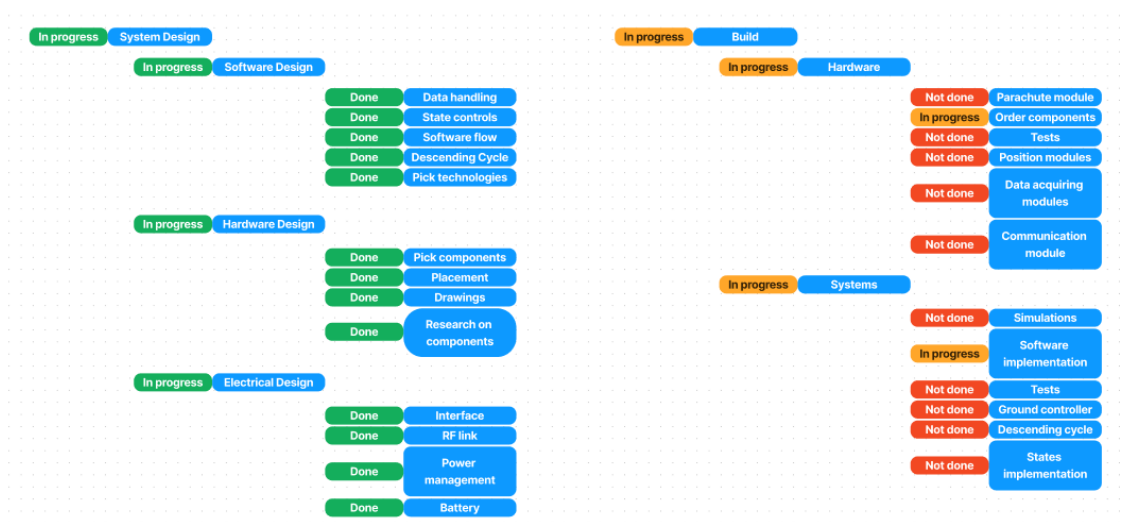 In progress System Design
In progress Software Design
Done Data handling
Done State controls
Done Software flow
Done Descending Cycle
Done Pick technologies
In progress Hardware Design
Done Pick components
Done Placement
Done Drawings
Done Research on
components
In progress Electrical Design
Done Interface
Done RF link
Done Power
management
Done Battery
In progress Build
In progress Hardware
Not done Parachute module
In progress Order components
Not done Tests
Not done Position modules
Not done Data acquiring
modules
Not done Communication
module
In progress Systems
Not done Simulations
In progress Software
implementation
Not done Tests
Not done Ground controller
Not done Descending cycle
Not done States
implementation